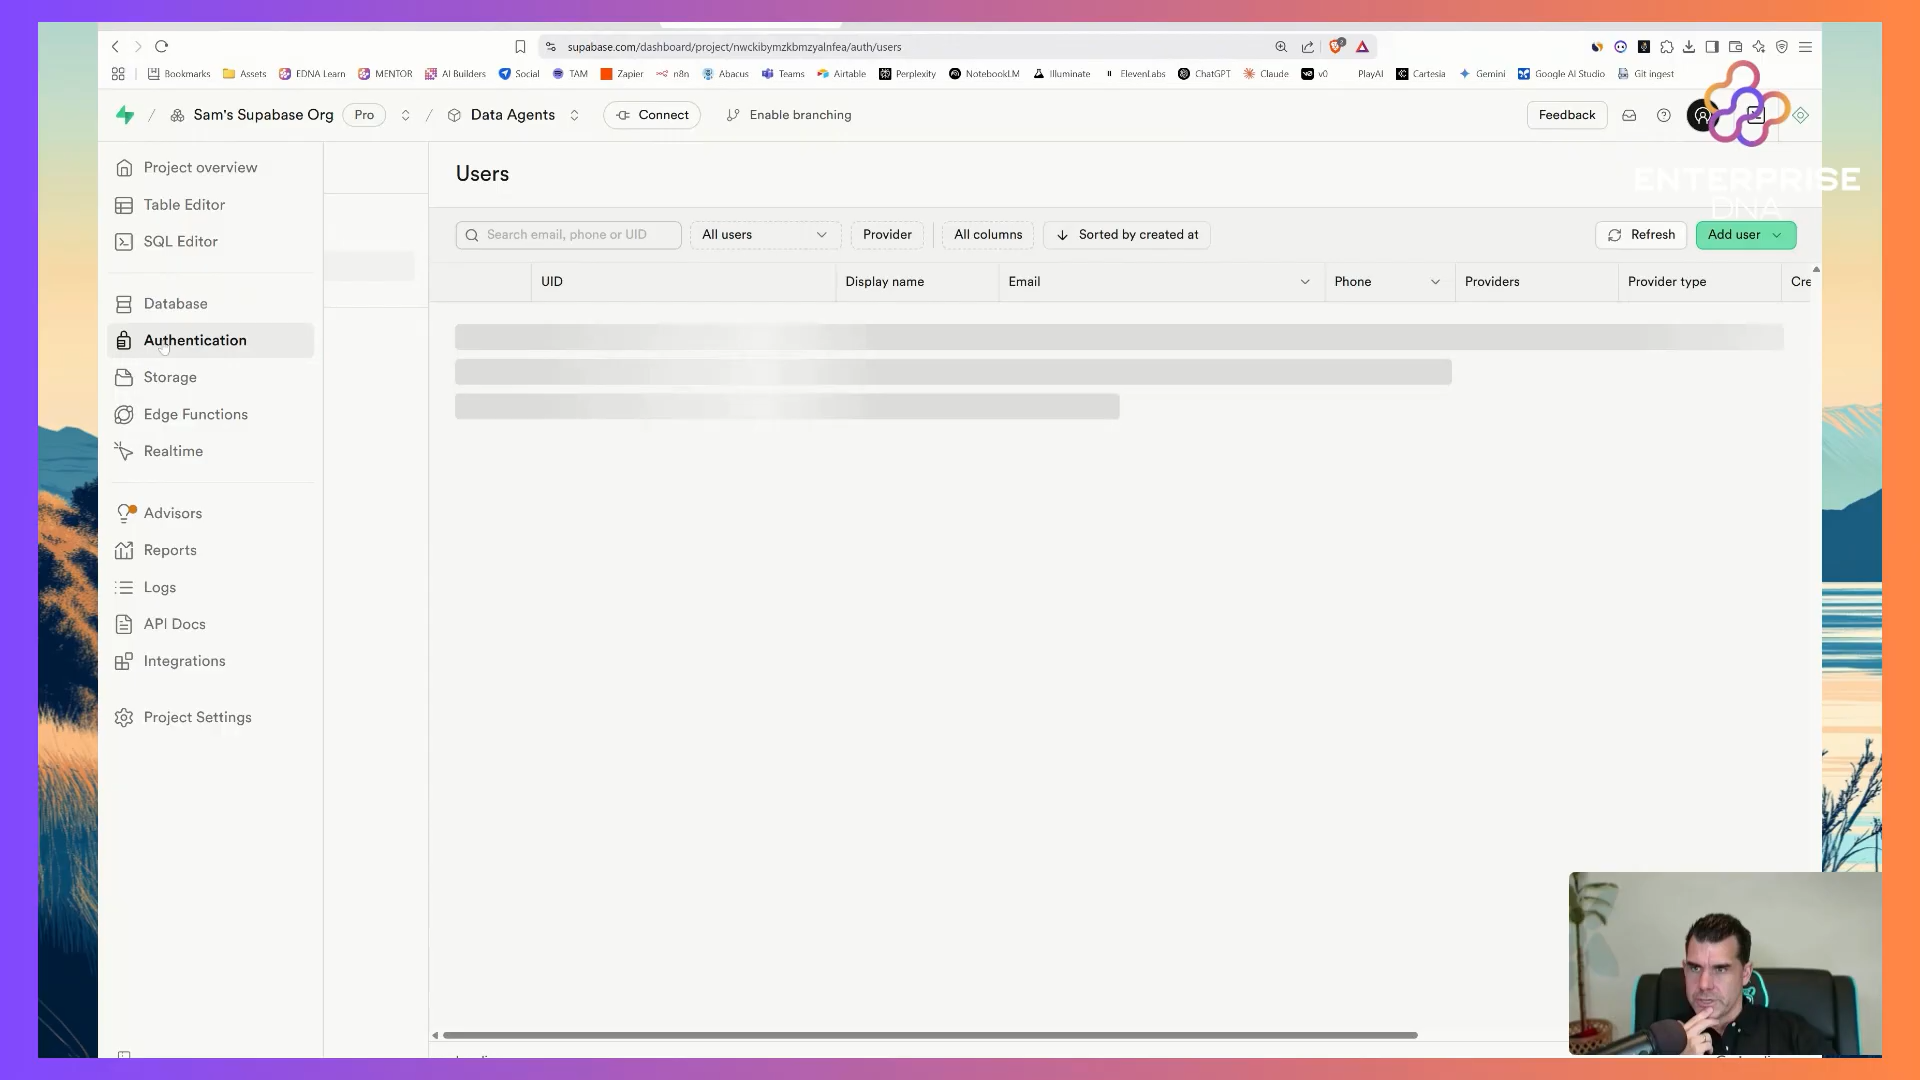 supabase.com/dashboard/project/nwckibymzkbmzyalnfea/auth/users
Bookmarks Assets EDNA Learn MENTOR AI Builders Social TAM Zapier n8n Abacus Teams Airtable Perplexity NotebookLM Illuminate ElevenLabs ChatGPT Claude v0 PlayAI Cartesia Gemini Google AI Studio Git ingest
Sam's Supabase Org Pro / Data Agents Connect Enable branching Feedback
ENTERPRISE
DNA
Project overview
Table Editor
SQL Editor
Database
Authentication
Storage
Edge Functions
Realtime
Advisors
Reports
Logs
API Docs
Integrations
Project Settings
Users
Search email, phone or UID All users Provider All columns Sorted by created at Refresh Add user
UID Display name Email Phone Providers Provider type Cre